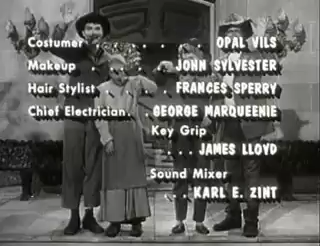 Costumer . . . . . . OPAL VILS
Makeup . . . . JOHN SYLVESTER
Hair Stylist . . . . FRANCES SPERRY
Chief Electrician. . GEORGE MARQUEENIE
Key Grip
. . . JAMES LLOYD
Sound Mixer
. . . KARL E. ZINT